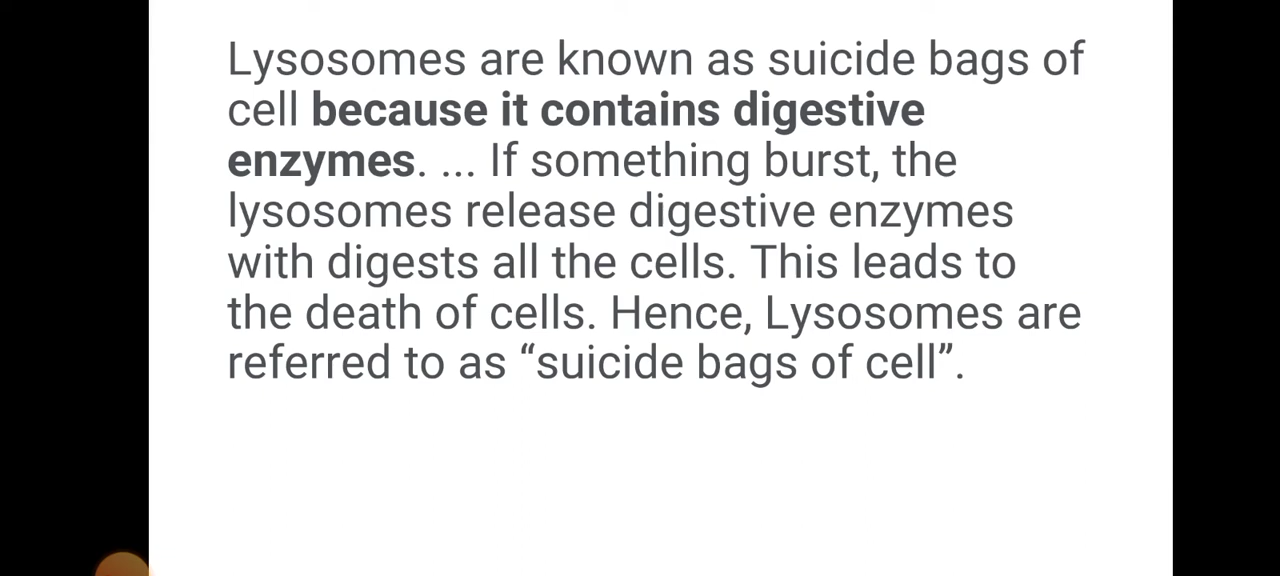 Lysosomes are known as suicide bags of
cell because it contains digestive
enzymes. ... If something burst, the
lysosomes release digestive enzymes
with digests all the cells. This leads to
the death of cells. Hence, Lysosomes are
referred to as “suicide bags of cell”.